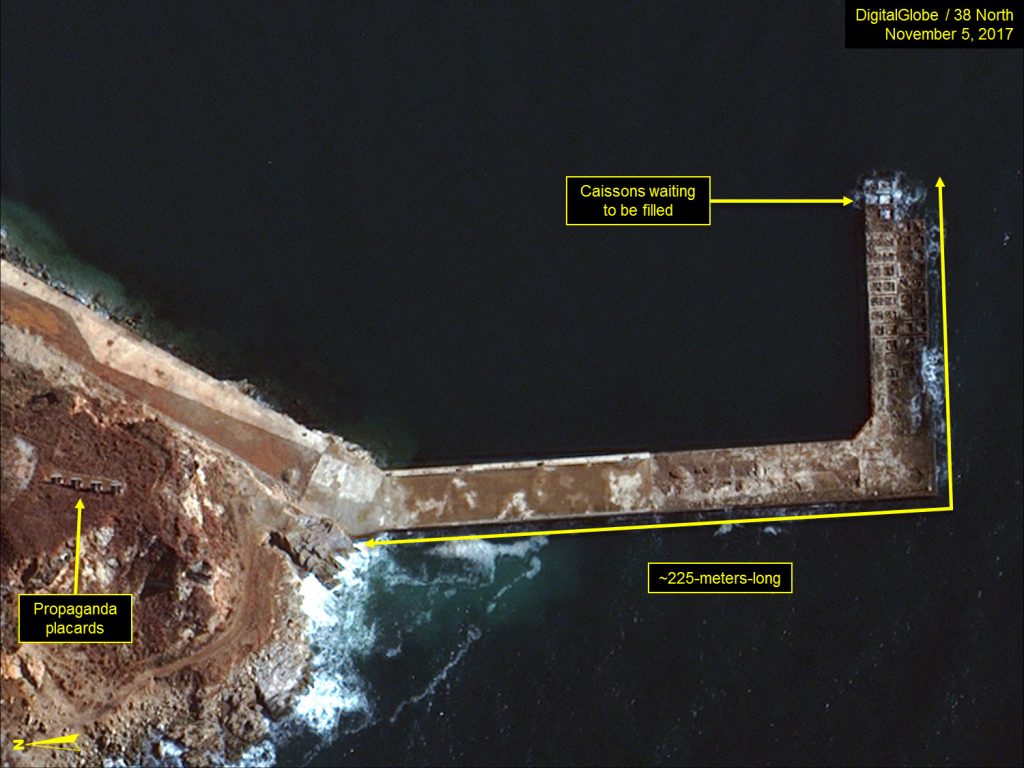 DigitalGlobe / 38 North
November 5, 2017
Caissons waiting
to be filled
~225-meters-long
Propaganda
placards
N